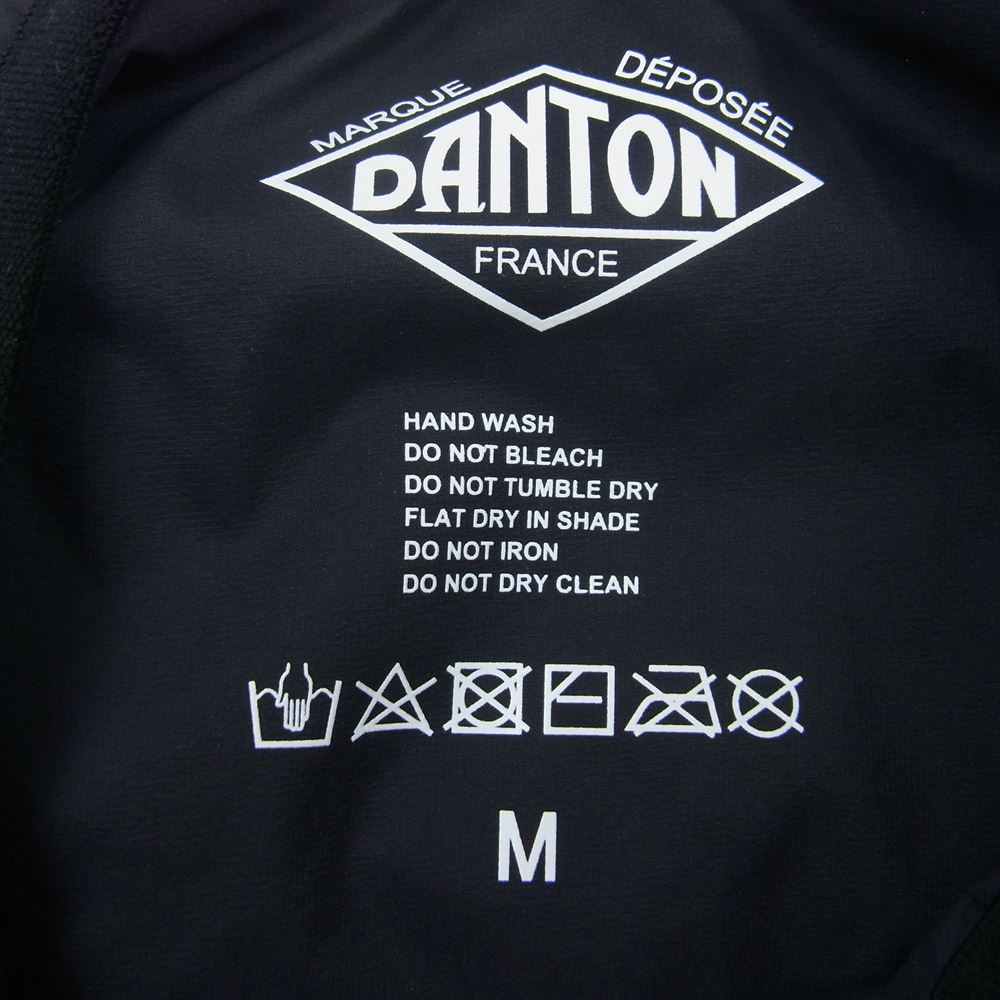 MARQUE DÉPOSÉE
DANTON
FRANCE
HAND WASH
DO NOT BLEACH
DO NOT TUMBLE DRY
FLAT DRY IN SHADE
DO NOT IRON
DO NOT DRY CLEAN
M